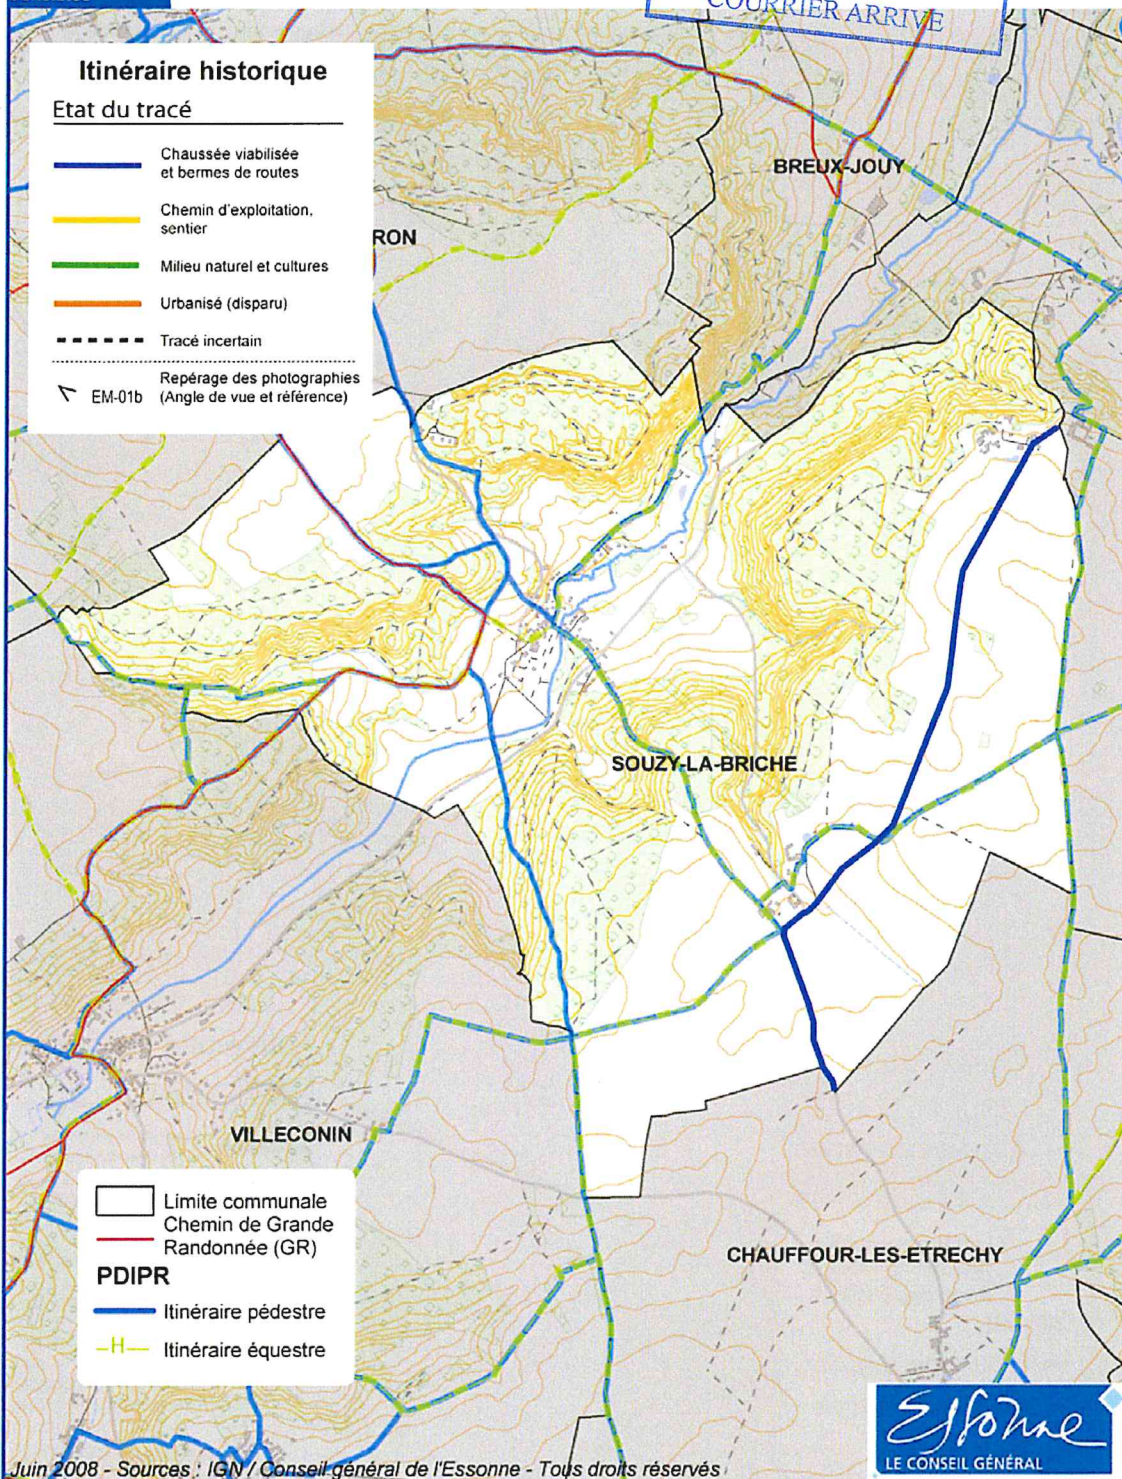 COURRIER ARRIVE
Itinéraire historique
Etat du tracé
Chaussée viabilisée
et bermes de routes
Chemin d'exploitation,
sentier
Milieu naturel et cultures
Urbanisé (disparu)
Tracé incertain
EM-01b
Repérage des photographies
(Angle de vue et référence)
BREUX-JOUY
RON
SOUZY-LA-BRICHE
VILLECONIN
CHAUFFOUR-LES-ETRECHY
Limite communale
Chemin de Grande
Randonnée (GR)
PDIPR
Itinéraire pédestre
H
Itinéraire équestre
Essonne
LE CONSEIL GÉNÉRAL
Juin 2008 - Sources : IGN / Conseil général de l'Essonne - Tous droits réservés